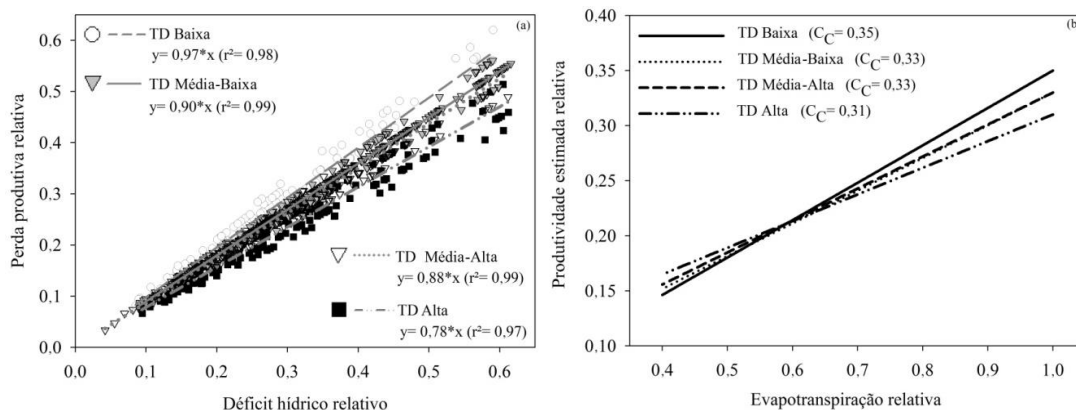 (a)
TD Baixa
y= 0,97*x (r²= 0,98)
TD Média-Baixa
y= 0,90*x (r²= 0,99)
TD Média-Alta
y= 0,88*x (r²= 0,99)
TD Alta
y= 0,78*x (r²= 0,97)
Perda produtiva relativa
0.6
0.5
0.4
0.3
0.2
0.1
0.0
0.0 0.1 0.2 0.3 0.4 0.5 0.6
Déficit hídrico relativo
(b
TD Baixa (CC= 0,35)
TD Média-Baixa (CC= 0,33)
TD Média-Alta (CC= 0,33)
TD Alta (CC= 0,31)
Produtividade estimada relativa
0.40
0.35
0.30
0.25
0.20
0.15
0.10
0.4 0.5 0.6 0.7 0.8 0.9 1.0
Evapotranspiração relativa